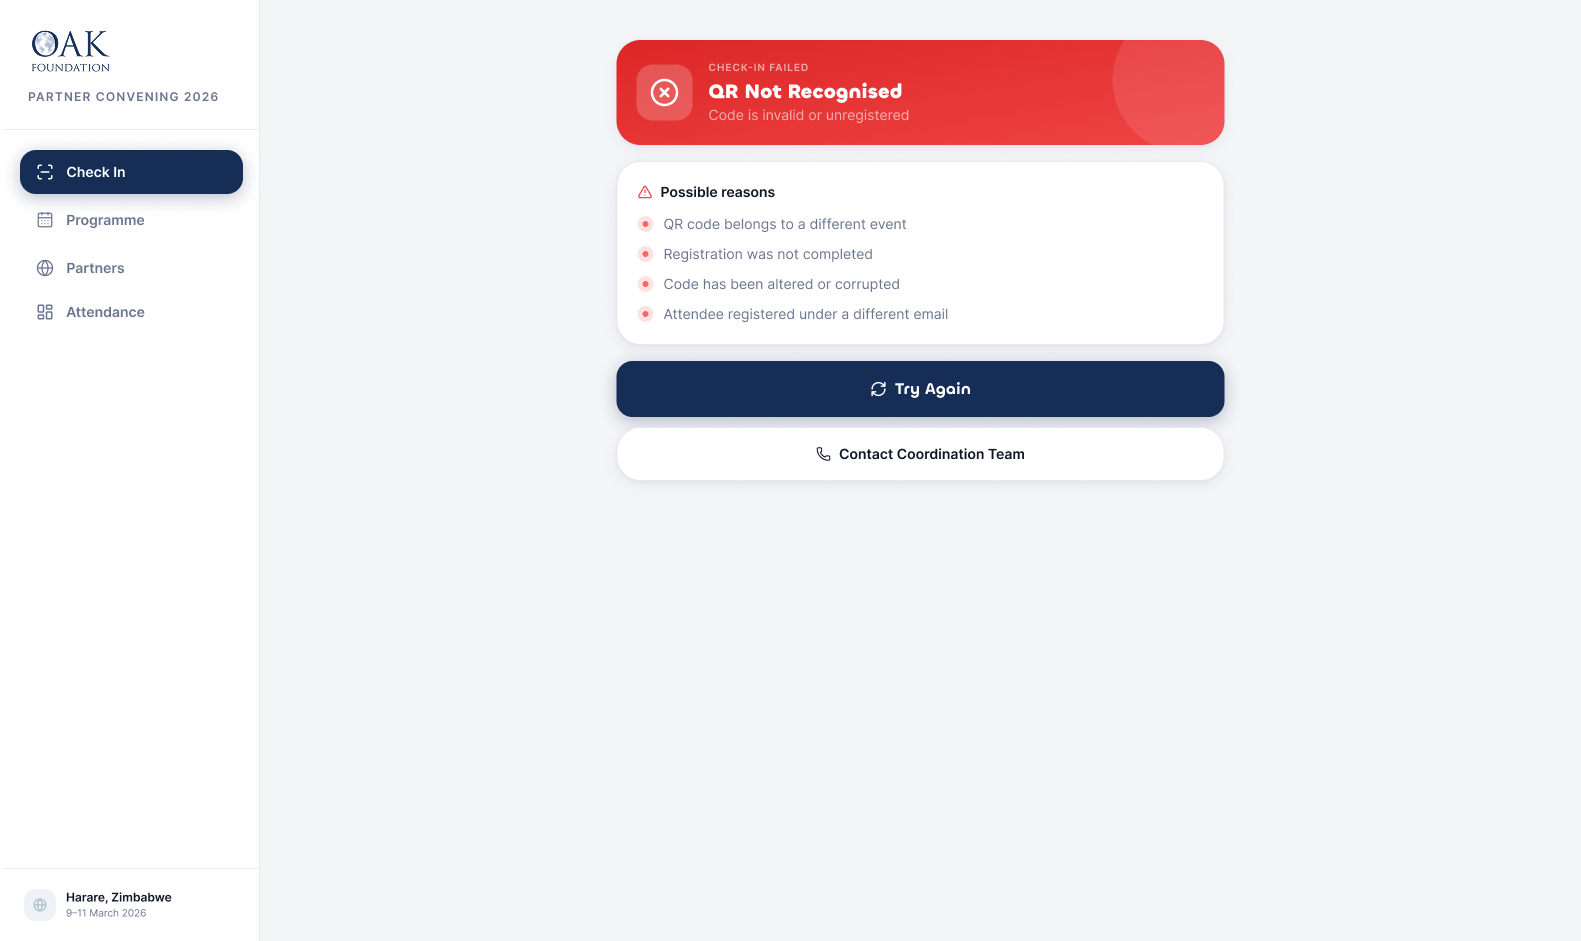 OAK
FOUNDATION
PARTNER CONVENING 2026
Check In
Programme
Partners
Attendance
Harare, Zimbabwe
9–11 March 2026
CHECK-IN FAILED
QR Not Recognised
Code is invalid or unregistered
Possible reasons
QR code belongs to a different event
Registration was not completed
Code has been altered or corrupted
Attendee registered under a different email
Try Again
Contact Coordination Team